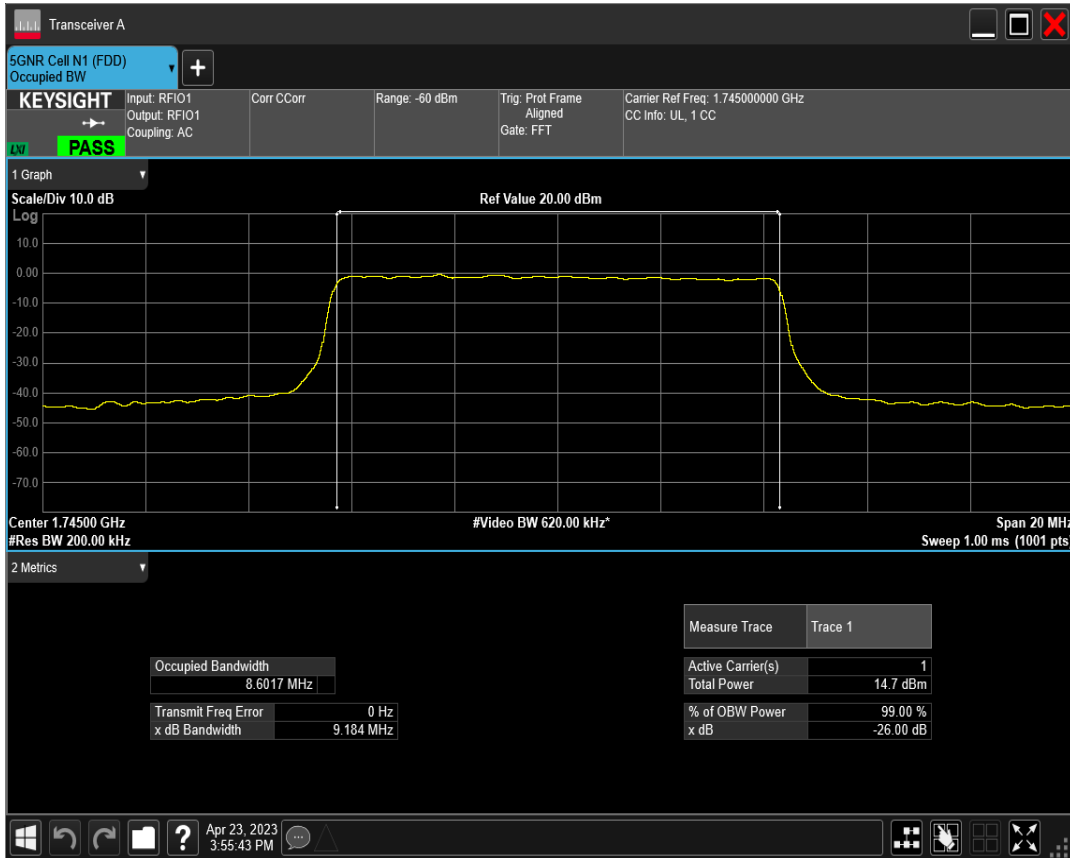 Transceiver A
5GNR Cell N1 (FDD)
Occupied BW
+
KEYSIGHT
LXI
PASS
Input: RFIO1
Output: RFIO1
Coupling: AC
Corr CCorr
Range: -60 dBm
Trig: Prot Frame
Aligned
Gate: FFT
Carrier Ref Freq: 1.745000000 GHz
CC Info: UL, 1 CC
1 Graph
Scale/Div 10.0 dB
Ref Value 20.00 dBm
Log
10.0
0.00
-10.0
-20.0
-30.0
-40.0
-50.0
-60.0
-70.0
Center 1.74500 GHz
#Video BW 620.00 kHz*
Span 20 MHz
#Res BW 200.00 kHz
Sweep 1.00 ms (1001 pts)
2 Metrics
Measure Trace Trace 1
Occupied Bandwidth
8.6017 MHz
Active Carrier(s) 1
Total Power 14.7 dBm
Transmit Freq Error 0 Hz
x dB Bandwidth 9.184 MHz
% of OBW Power 99.00 %
x dB -26.00 dB
?
Apr 23, 2023
3:55:43 PM